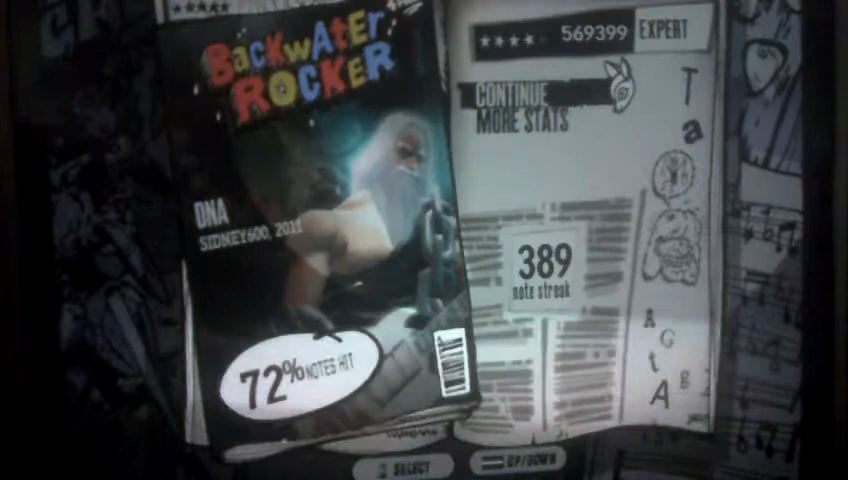 ★★★★★
BACKWATER
ROCKER
DNA
SIDNEY600, 2011
72% NOTES HIT
★★★★ 569399 EXPERT
CONTINUE
MORE STATS
389
note streak
T
a
A
G
t
A
SELECT
UP/DOWN